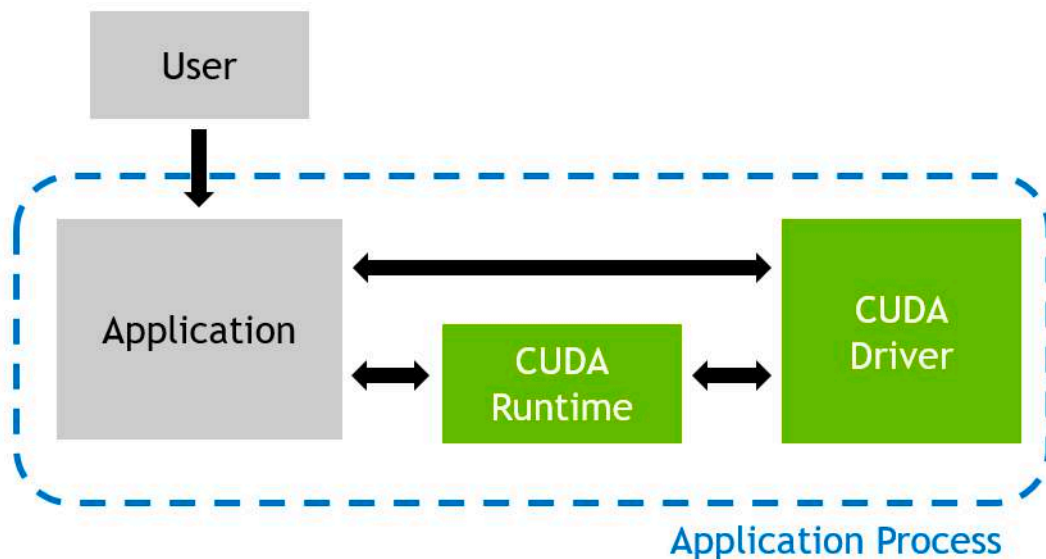 User
Application
CUDA
Runtime
CUDA
Driver
Application Process